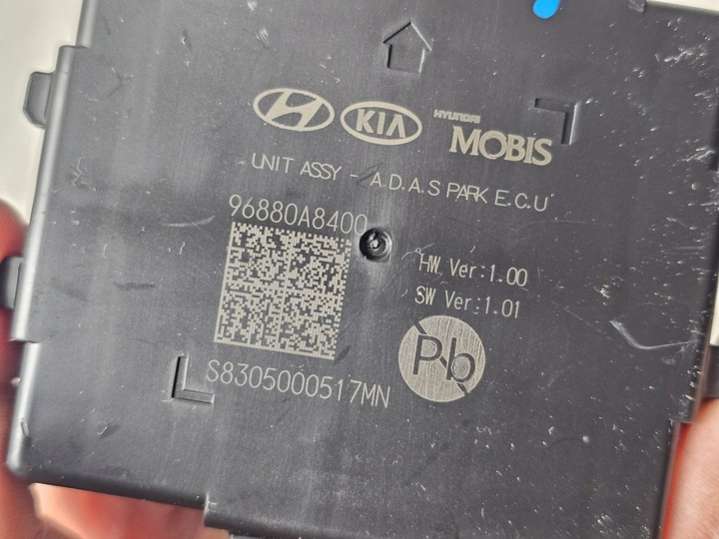 HYUNDAI
KIA MOBIS
UNIT ASSY - A.D.A.S PARK E.C.U
96880A8400
HW Ver:1.00
SW Ver:1.01
Pb
S8305000517MN